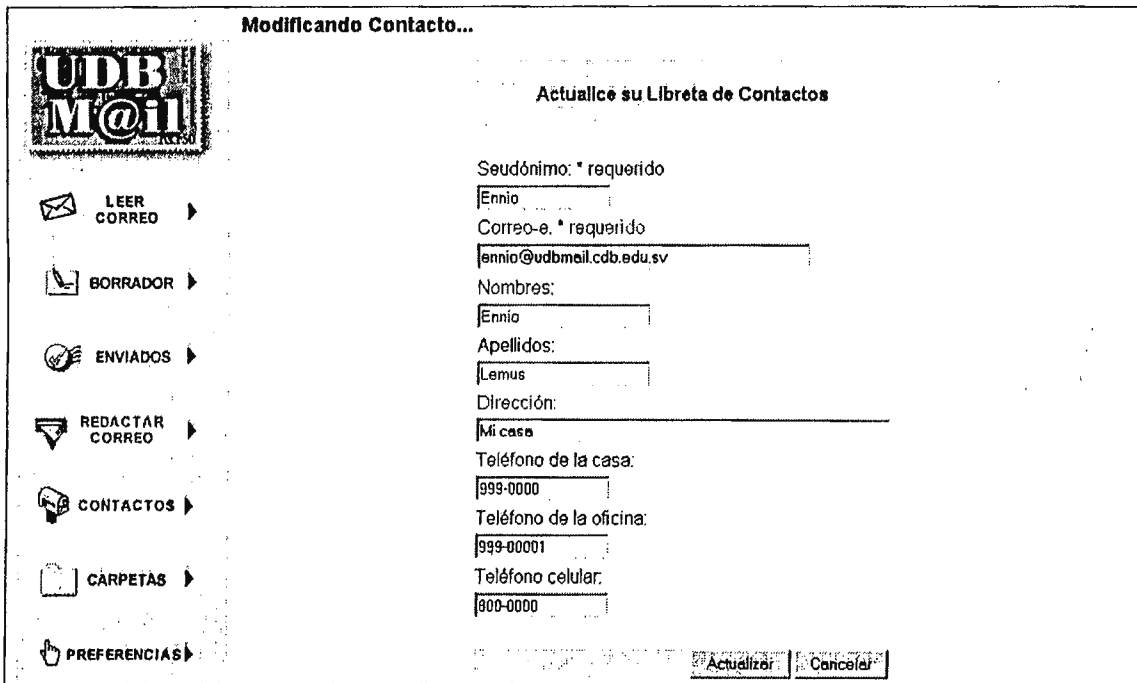 Modificando Contacto...
UDB
M@il
Actualice su Libreta de Contactos
LEER
CORREO
BORRADOR
ENVIADOS
REDACTAR
CORREO
CONTACTOS
CARPETAS
PREFERENCIAS
Seudónimo: * requerido
Ennio
Correo-e. * requerido
ennio@udbmail.cdb.edu.sv
Nombres:
Ennio
Apellidos:
Lemus
Dirección:
Mi casa
Teléfono de la casa:
999-0000
Teléfono de la oficina:
999-00001
Teléfono celular:
800-0000
Actualizar
Cancelar